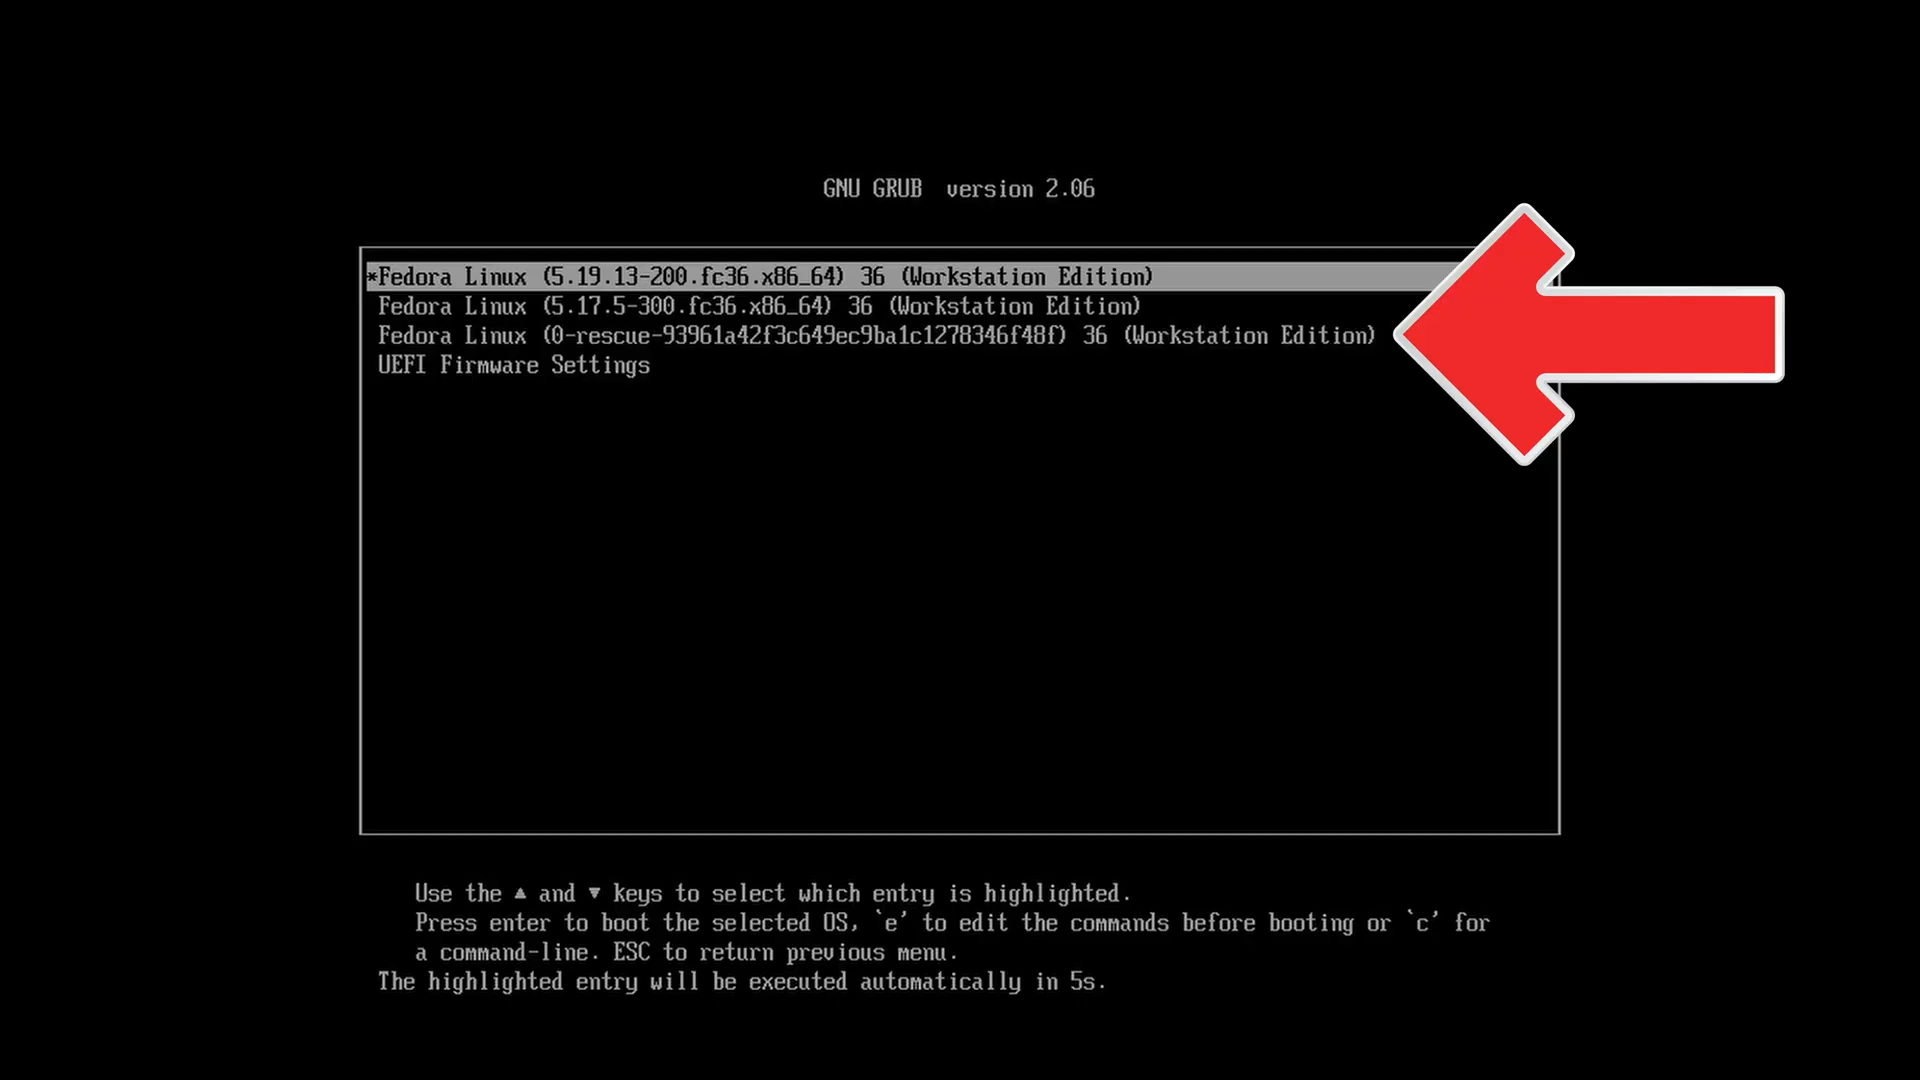 GNU GRUB  version 2.06
*Fedora Linux (5.19.13-200.fc36.x86_64) 36 (Workstation Edition)
Fedora Linux (5.17.5-300.fc36.x86_64) 36 (Workstation Edition)
Fedora Linux (0-rescue-93961a42f3c649ec9ba1c1278346f48f) 36 (Workstation Edition)
UEFI Firmware Settings
Use the ▲ and ▼ keys to select which entry is highlighted.
Press enter to boot the selected OS, `e' to edit the commands before booting or `c' for
a command-line. ESC to return previous menu.
The highlighted entry will be executed automatically in 5s.